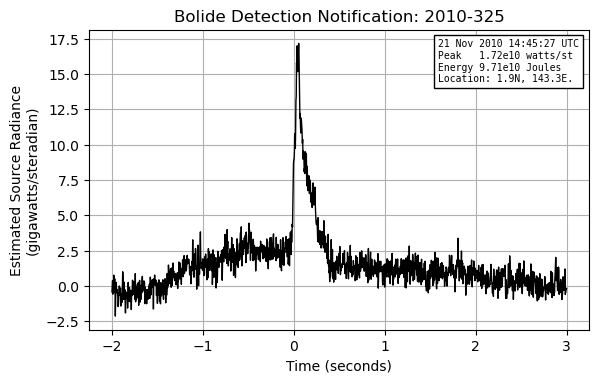 Bolide Detection Notification: 2010-325
21 Nov 2010 14:45:27 UTC
Peak   1.72e10 watts/st
Energy 9.71e10 Joules
Location: 1.9N, 143.3E.
Estimated Source Radiance
(gigawatts/steradian)
17.5
15.0
12.5
10.0
7.5
5.0
2.5
0.0
−2.5
−2
−1
0
1
2
3
Time (seconds)